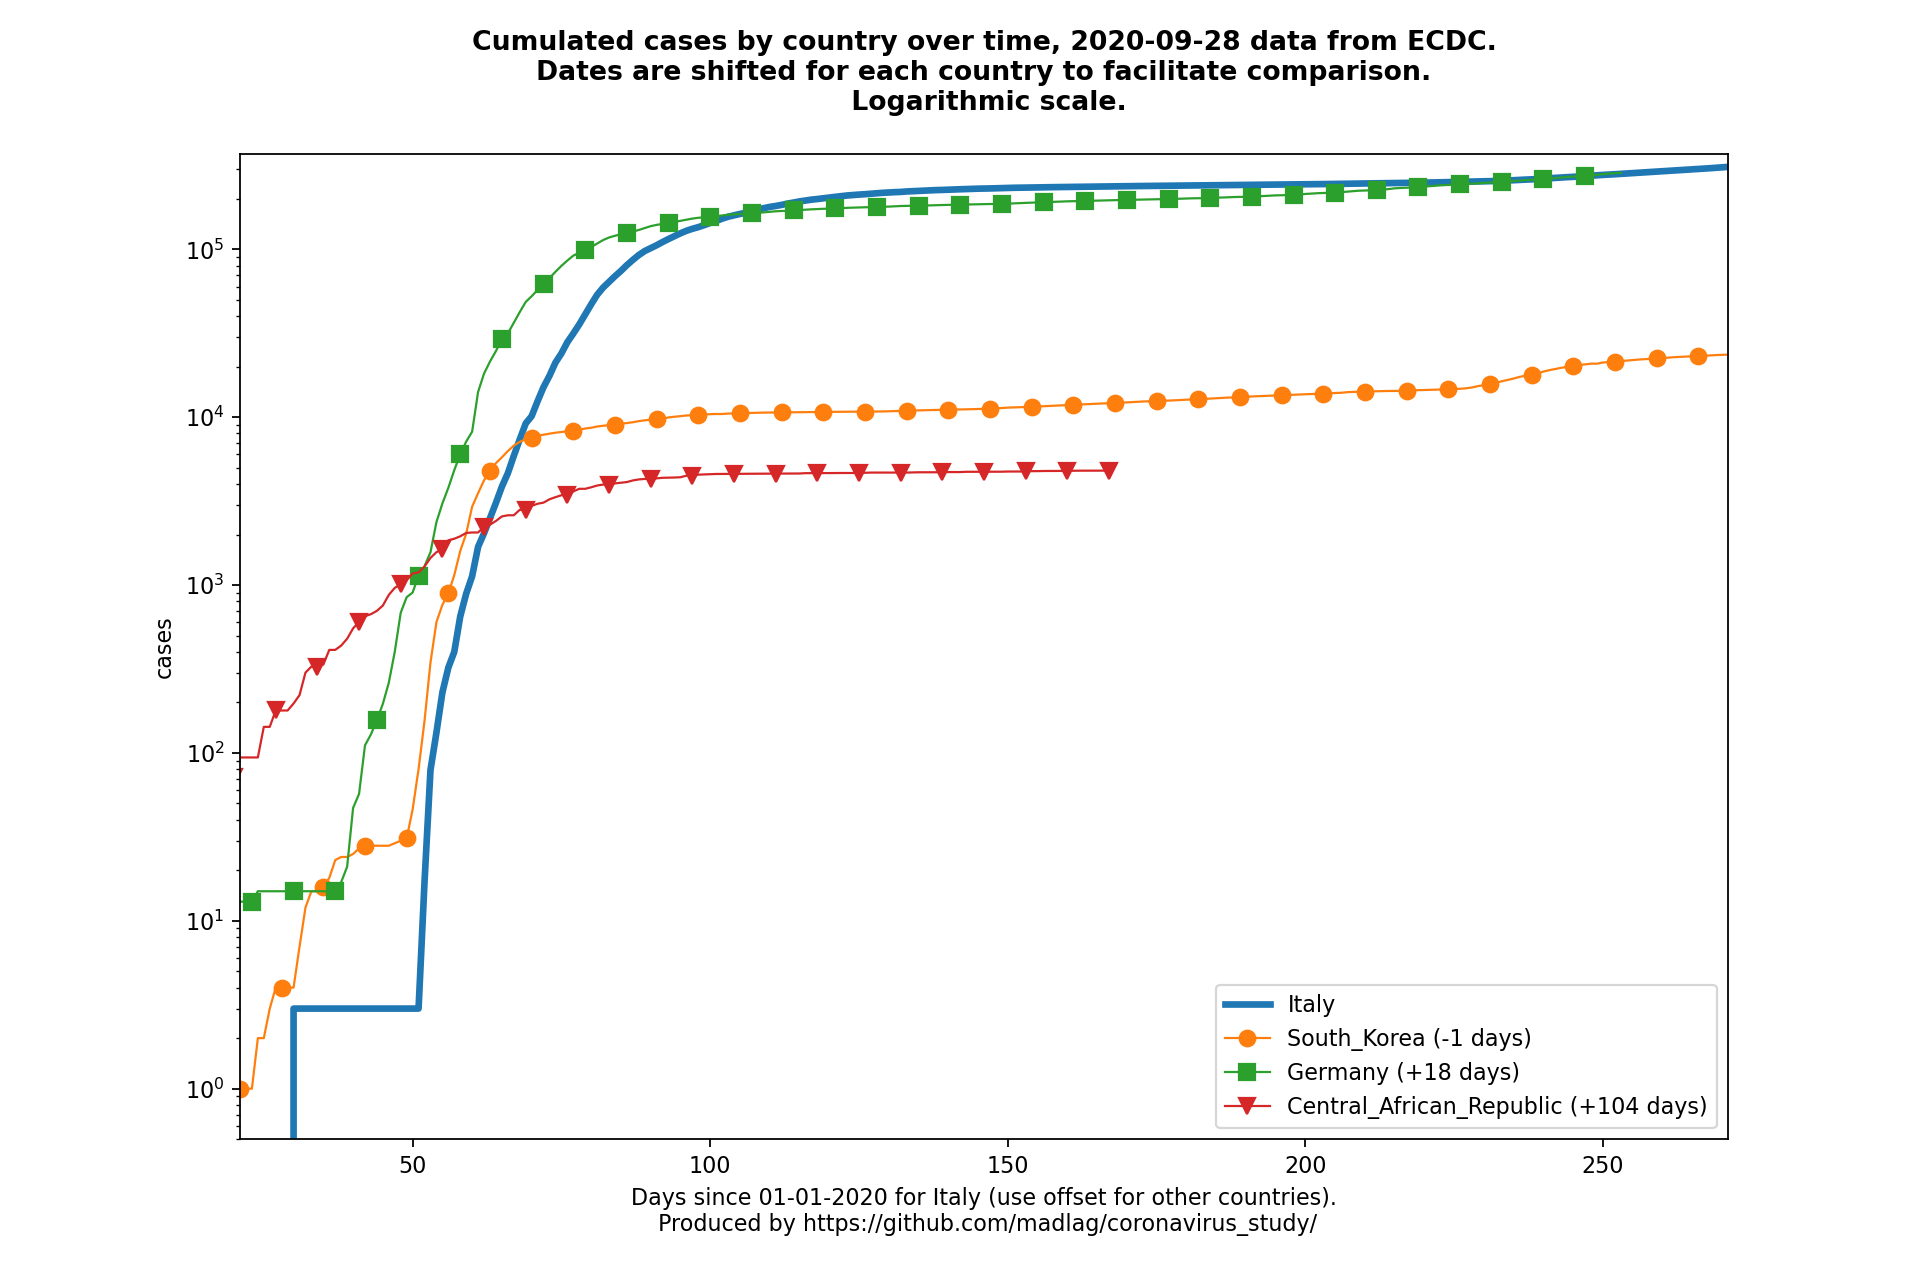 Cumulated cases by country over time, 2020-09-28 data from ECDC.
Dates are shifted for each country to facilitate comparison.
Logarithmic scale.
10^5
10^4
10^3
10^2
10^1
10^0
cases
Italy
South_Korea (-1 days)
Germany (+18 days)
Central_African_Republic (+104 days)
50 100 150 200 250
Days since 01-01-2020 for Italy (use offset for other countries).
Produced by https://github.com/madlag/coronavirus_study/